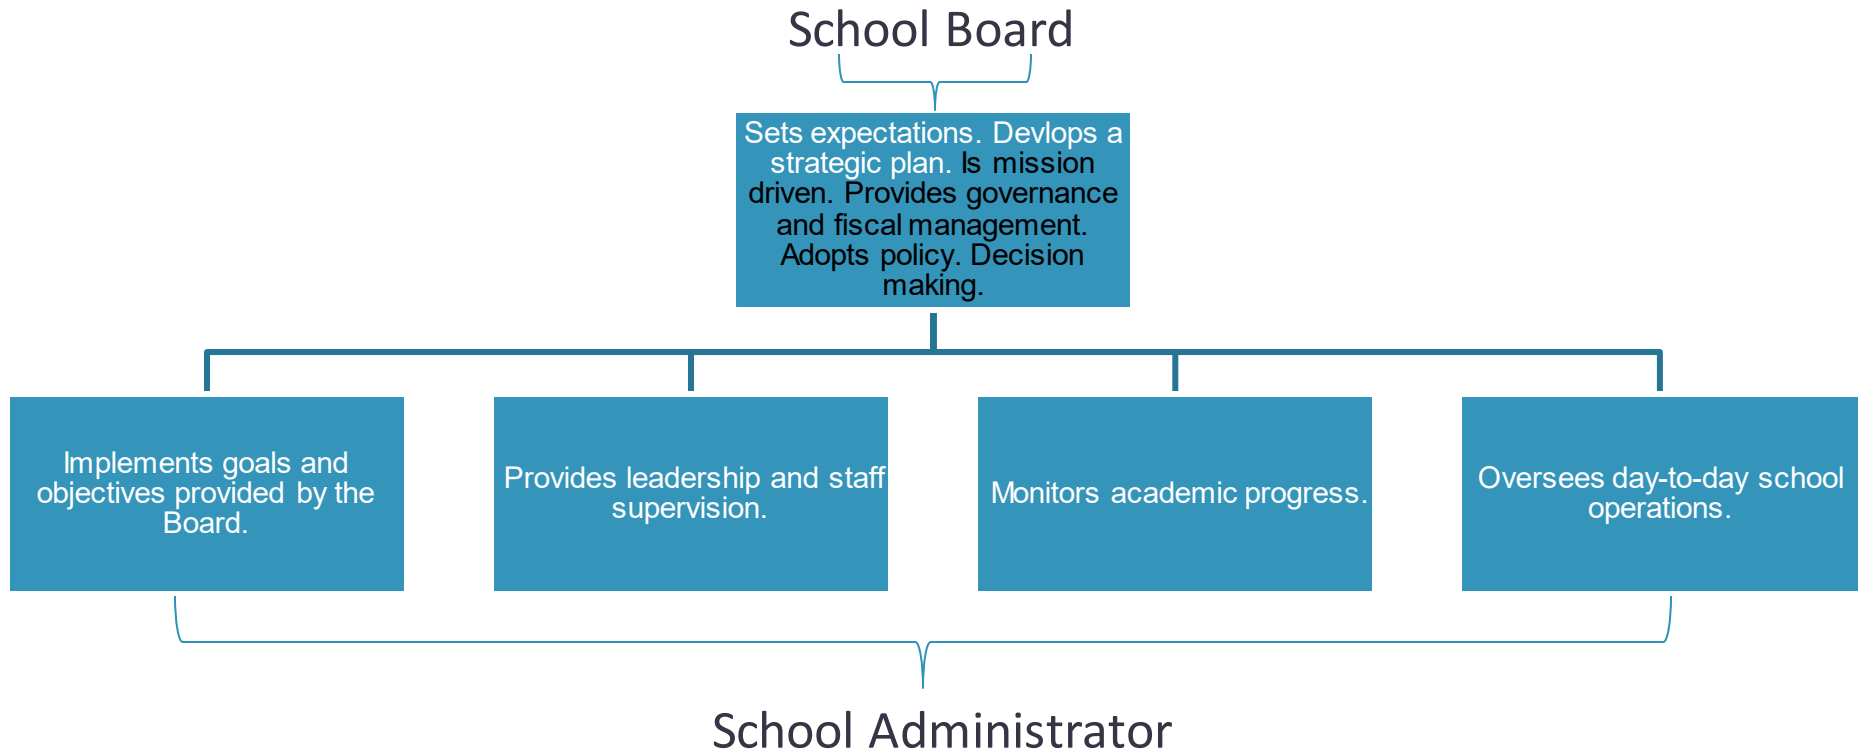 School Board
Sets expectations. Devlops a
strategic plan. Is mission
driven. Provides governance
and fiscal management.
Adopts policy. Decision
making.
Implements goals and
objectives provided by the
Board.
Provides leadership and staff
supervision.
Monitors academic progress.
Oversees day-to-day school
operations.
School Administrator